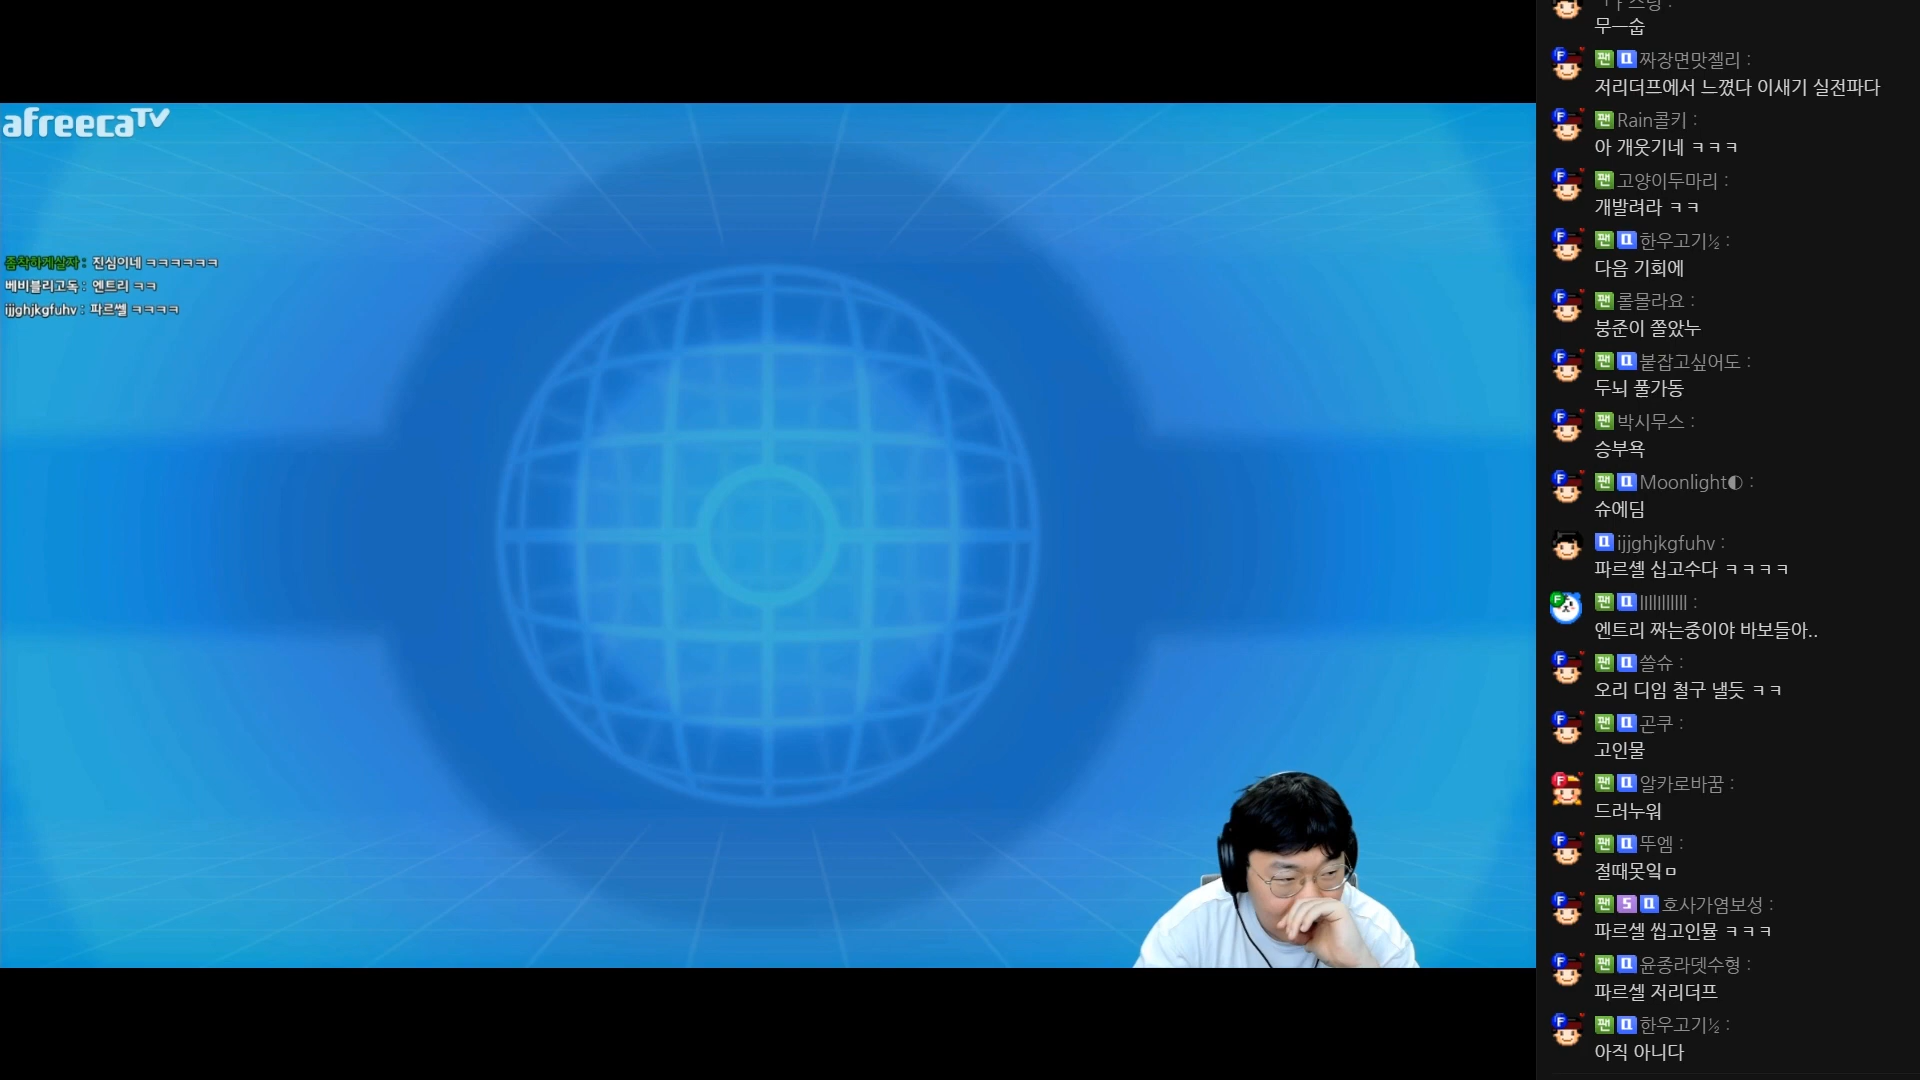 afreecaTV
좀착하게살자 : 진심이네 ㅋㅋㅋㅋㅋㅋ
베비블리고독 : 엔트리 ㅋㅋ
ijjghjkgfuhv : 파르쎌 ㅋㅋㅋㅋ
무ㅡ숩
팬 짜장면맛젤리 :
저리더프에서 느꼈다 이새기 실전파다
팬 Rain콜키 :
아 개웃기네 ㅋㅋㅋ
팬 고양이두마리 :
개발려라 ㅋㅋ
팬 한우고기½ :
다음 기회에
팬 롤몰라요 :
붕준이 쫄았누
팬 붙잡고싶어도 :
두뇌 풀가동
팬 박시무스 :
승부욕
팬 Moonlight◐ :
슈에딤
ijjghjkgfuhv :
파르셸 십고수다 ㅋㅋㅋㅋ
팬
엔트리 짜는중이야 바보들아..
팬 쓸슈 :
오리 디임 철구 낼듯 ㅋㅋ
팬 곤쿠 :
고인물
팬 알카로바꿈 :
드러누워
팬 뚜엠 :
절때못잌ㅁ
팬 5 호사가염보성 :
파르셀 씹고인뮬 ㅋㅋㅋ
팬 윤종라뎃수형 :
파르셀 저리더프
팬 한우고기½ :
아직 아니다